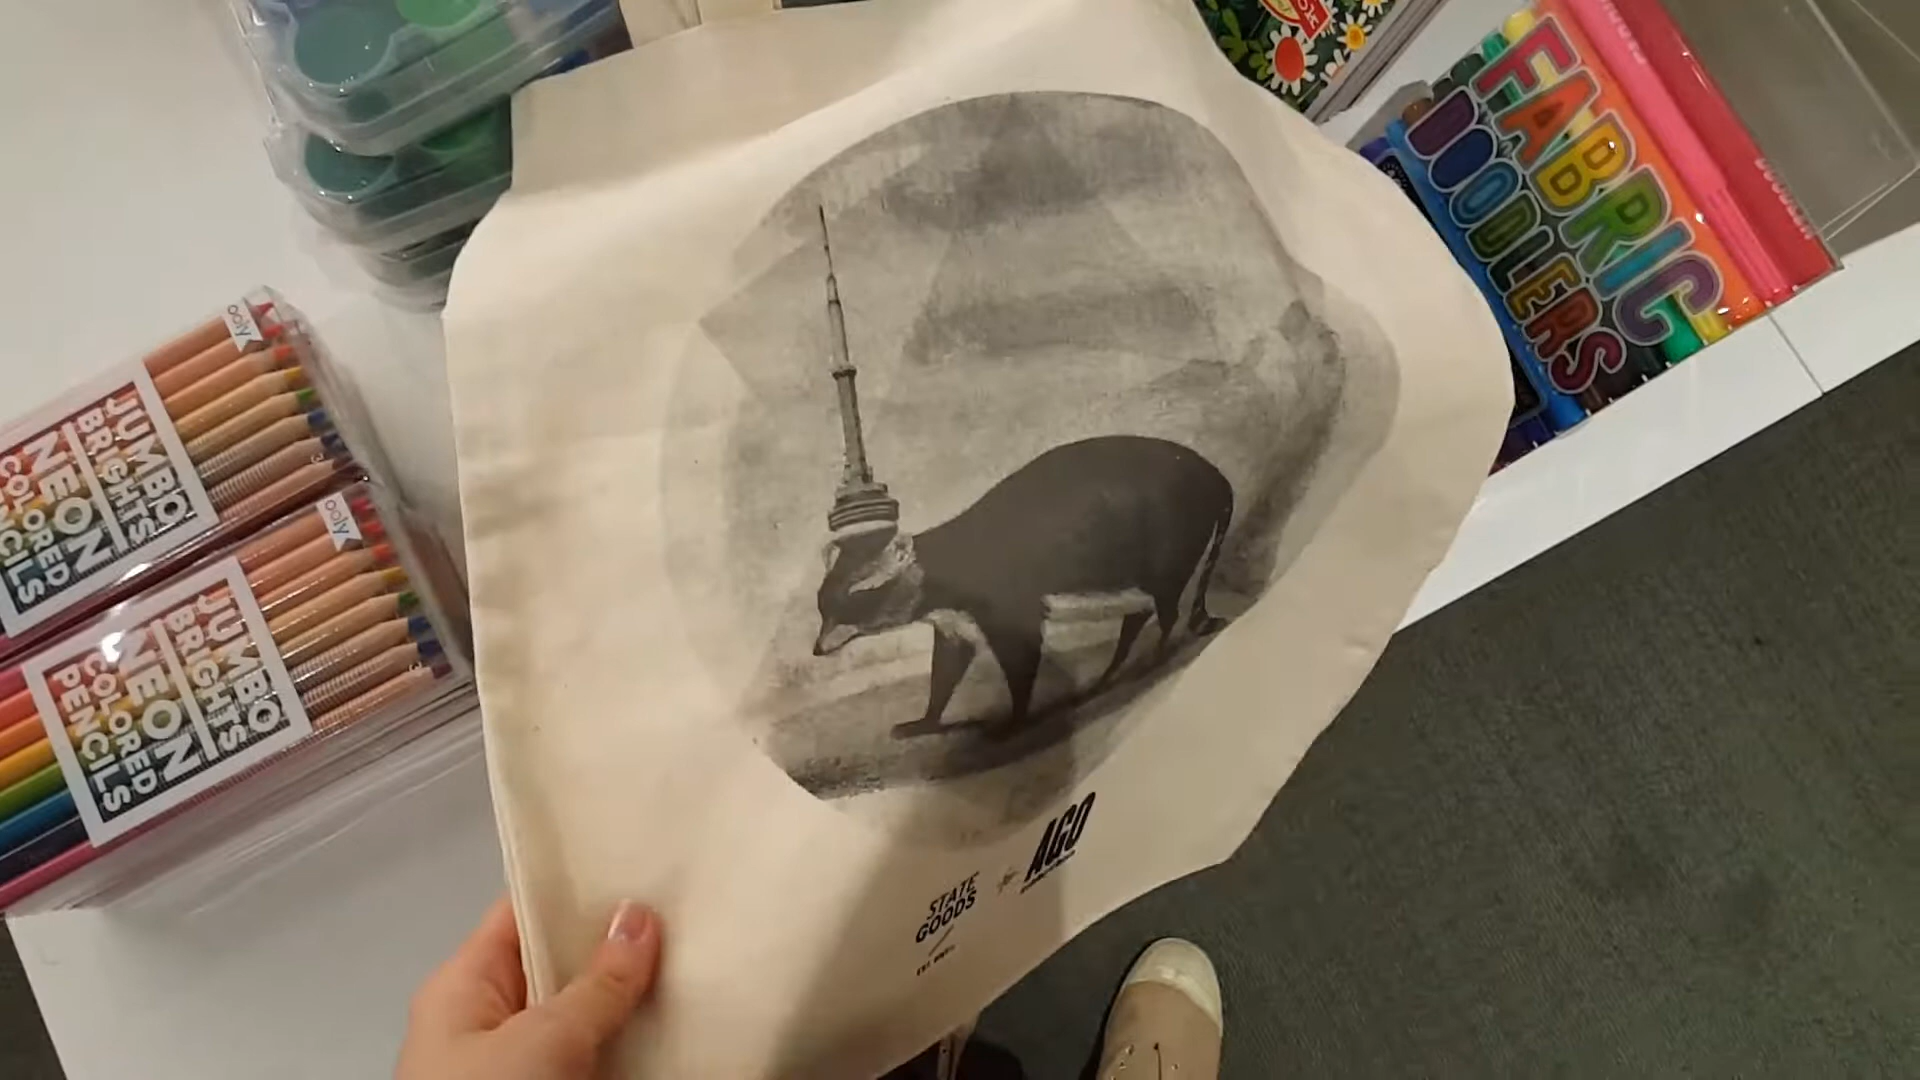 FABRIC
DOODLERS
ooly
JUMBO
BRIGHTS
NEON
COLORED
PENCILS
ooly
JUMBO
BRIGHTS
NEON
COLORED
PENCILS
STATE
GOODS
AGO